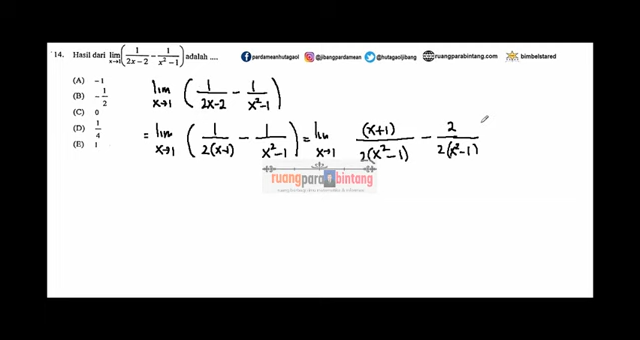 14. Hasil dari lim x→1 (1/(2x−2) − 1/(x²−1)) adalah ....
pardameanhutagaol @jibangpardamean @hutagaoljibang ruangparabintang.com bimbelstared
(A) −1
(B) −1/2
(C) 0
(D) 1/4
(E) 1
lim x→1 (1/(2x−2) − 1/(x²−1))
= lim x→1 (1/(2(x−1)) − 1/(x²−1)) = lim x→1 (x+1)/(2(x²−1)) − 2/(2(x²−1))
ruangparabintang